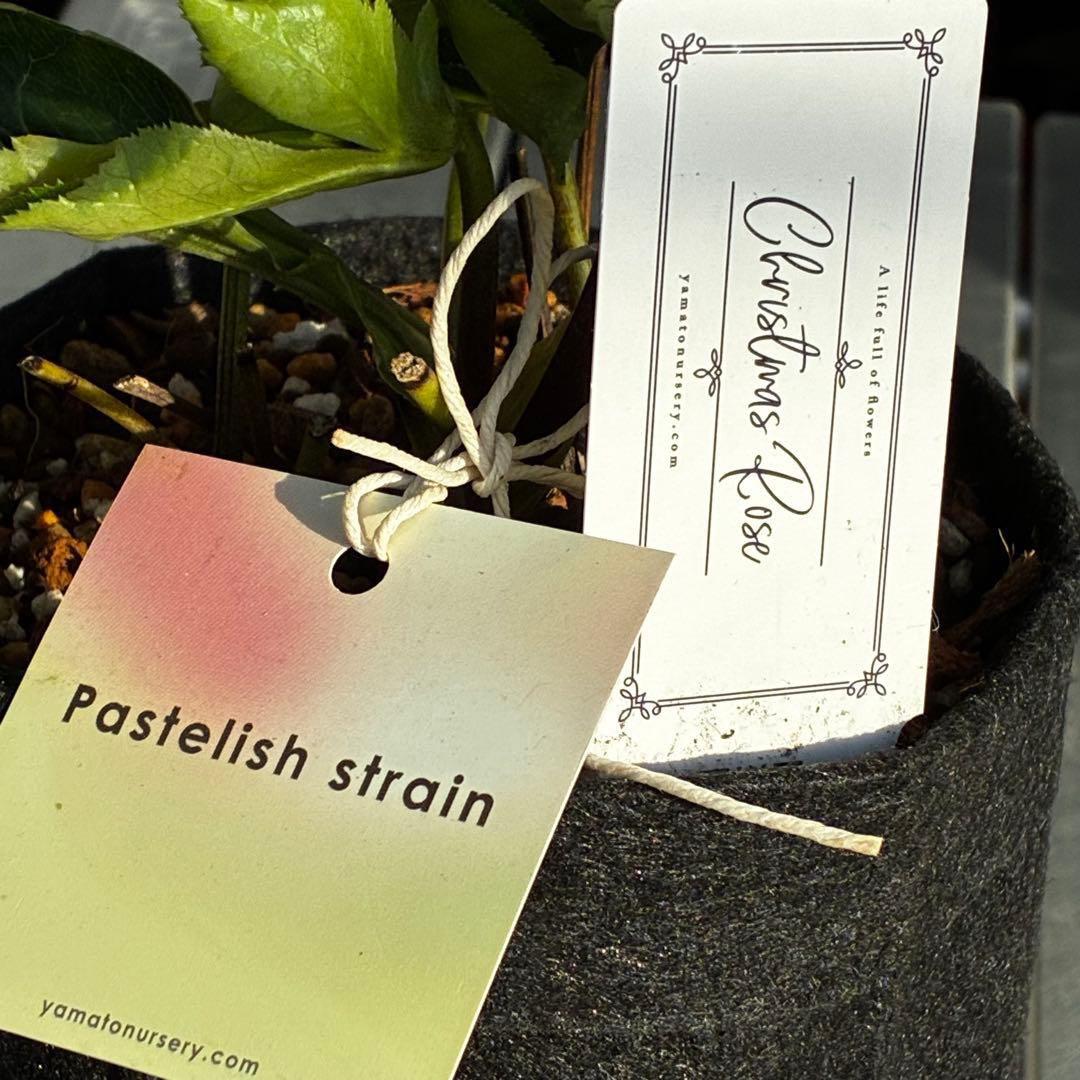 A life full of flowers
Christmas Rose
yamatonursery.com
Pastelish strain
yamatonursery.com